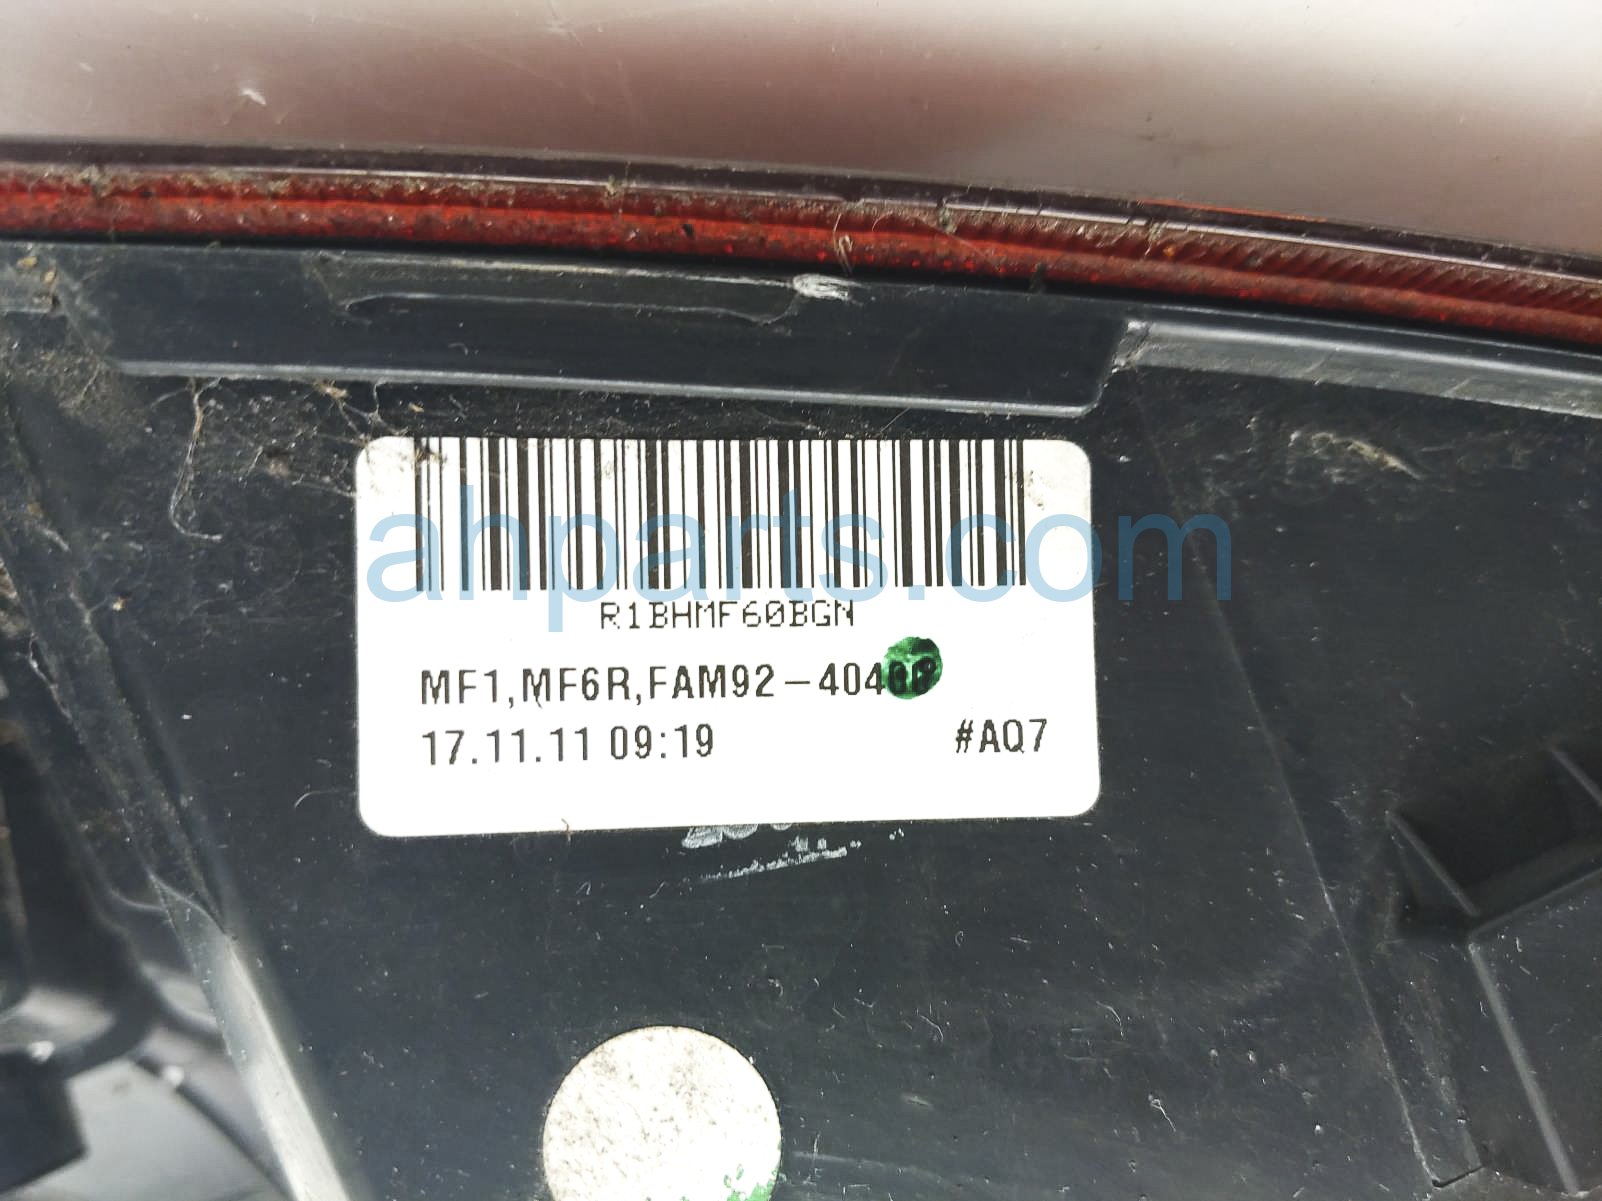 ahparts.com
R1BHMF60BGN
MF1,MF6R,FAM92-404
17.11.11 09:19 #AQ7